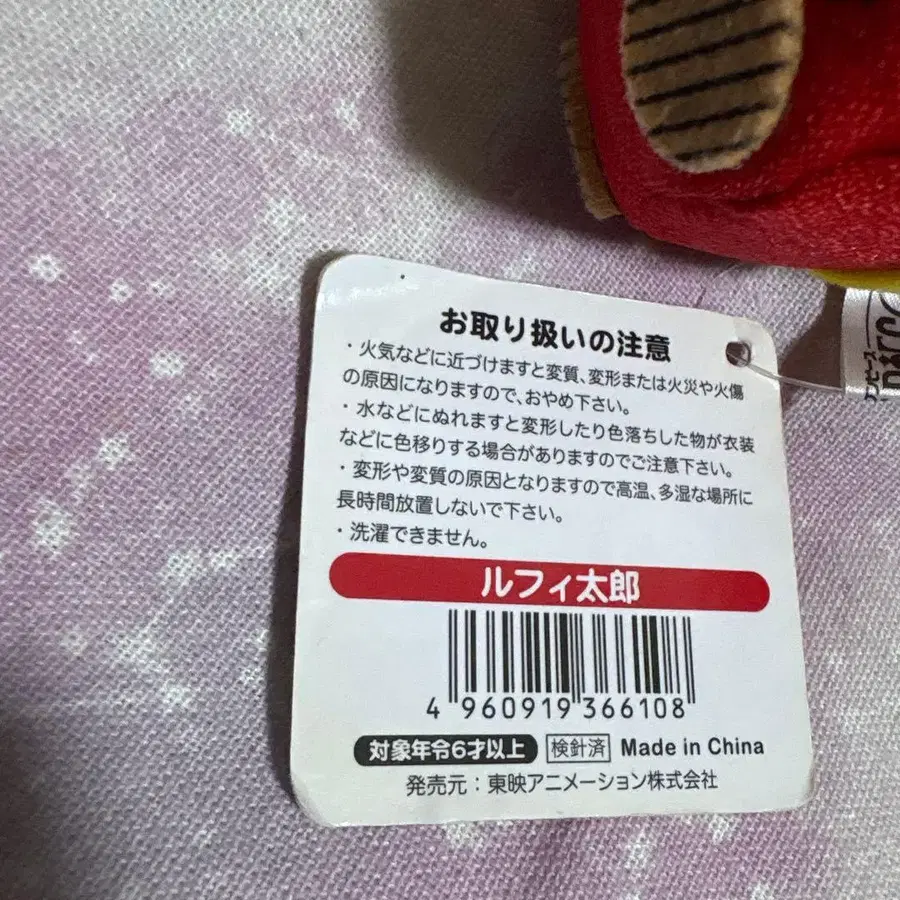 お取り扱いの注意
・火気などに近づけますと変質、変形または火災や火傷
の原因になりますので、おやめ下さい。
・水などにぬれますと変形したり色落ちした物が衣装
などに色移りする場合がありますのでご注意下さい。
・変形や変質の原因となりますので高温、多湿な場所に
長時間放置しないで下さい。
・洗濯できません。
ルフィ太郎
4 960919 366108
対象年令6才以上 検針済 Made in China
発売元：東映アニメーション株式会社